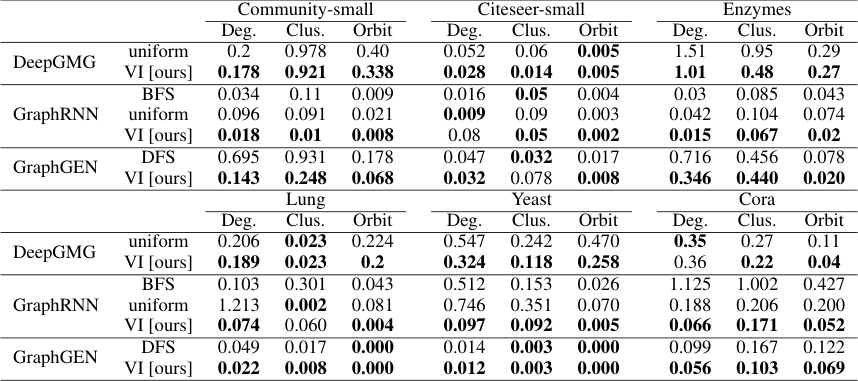 Community-small Citeseer-small Enzymes
Deg. Clus. Orbit Deg. Clus. Orbit Deg. Clus. Orbit
DeepGMG uniform 0.2 0.978 0.40 0.052 0.06 0.005 1.51 0.95 0.29
VI [ours] 0.178 0.921 0.338 0.028 0.014 0.005 1.01 0.48 0.27
GraphRNN BFS 0.034 0.11 0.009 0.016 0.05 0.004 0.03 0.085 0.043
uniform 0.096 0.091 0.021 0.009 0.09 0.003 0.042 0.104 0.074
VI [ours] 0.018 0.01 0.008 0.08 0.05 0.002 0.015 0.067 0.02
GraphGEN DFS 0.695 0.931 0.178 0.047 0.032 0.017 0.716 0.456 0.078
VI [ours] 0.143 0.248 0.068 0.032 0.078 0.008 0.346 0.440 0.020
Lung Yeast Cora
Deg. Clus. Orbit Deg. Clus. Orbit Deg. Clus. Orbit
DeepGMG uniform 0.206 0.023 0.224 0.547 0.242 0.470 0.35 0.27 0.11
VI [ours] 0.189 0.023 0.2 0.324 0.118 0.258 0.36 0.22 0.04
GraphRNN BFS 0.103 0.301 0.043 0.512 0.153 0.026 1.125 1.002 0.427
uniform 1.213 0.002 0.081 0.746 0.351 0.070 0.188 0.206 0.200
VI [ours] 0.074 0.060 0.004 0.097 0.092 0.005 0.066 0.171 0.052
GraphGEN DFS 0.049 0.017 0.000 0.014 0.003 0.000 0.099 0.167 0.122
VI [ours] 0.022 0.008 0.000 0.012 0.003 0.000 0.056 0.103 0.069